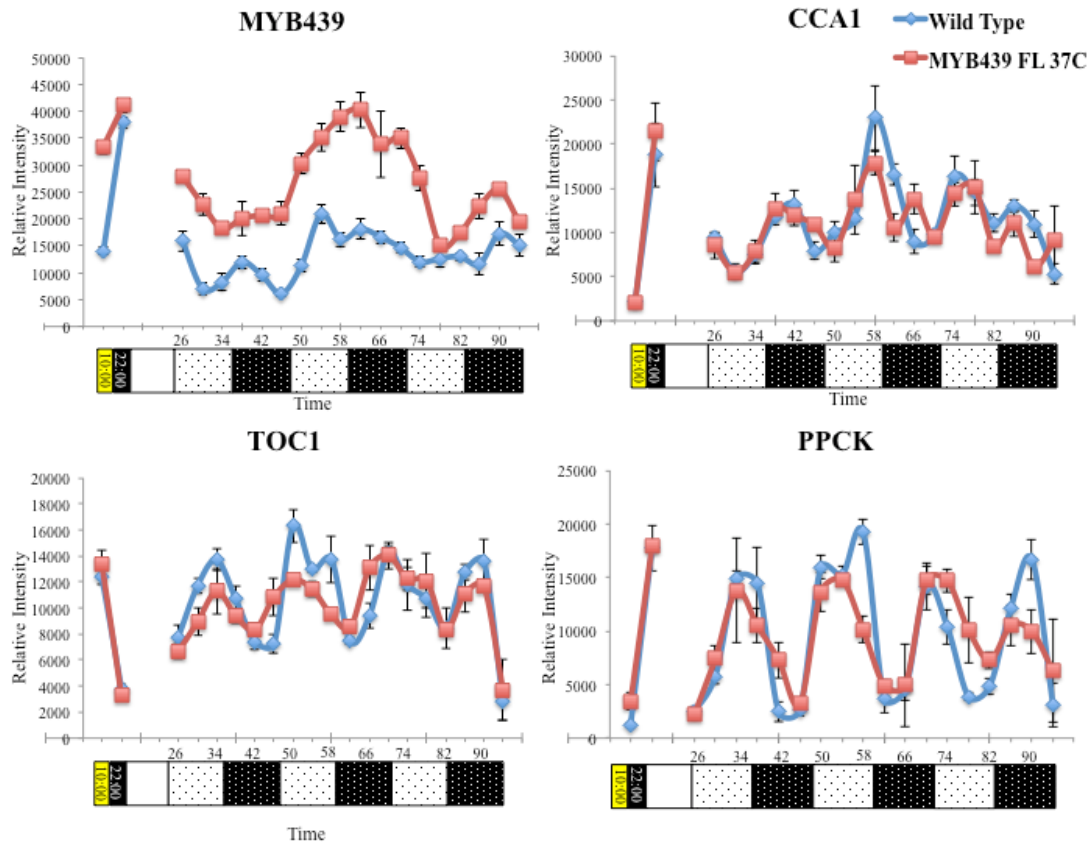 MYB439
50000
45000
40000
35000
30000
25000
20000
15000
10000
5000
0
Relative Intensity
26 34 42 50 58 66 74 82 90
10:00 22:00
Time
CCA1
Wild Type
MYB439 FL 37C
30000
25000
20000
15000
10000
5000
0
Relative Intensity
26 34 42 50 58 66 74 82 90
10:00 22:00
Time
TOC1
20000
18000
16000
14000
12000
10000
8000
6000
4000
2000
0
Relative Intensity
26 34 42 50 58 66 74 90
10:00 22:00
Time
PPCK
25000
20000
15000
10000
5000
0
Relative Intensity
26 34 42 50 58 66 74 82 90
10:00 22:00